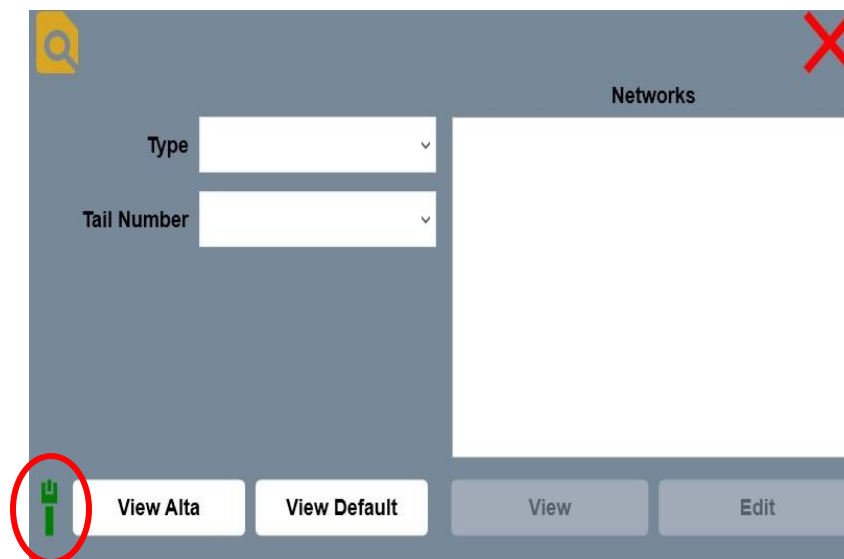 Networks
Type
Tail Number
View Alta
View Default
View
Edit